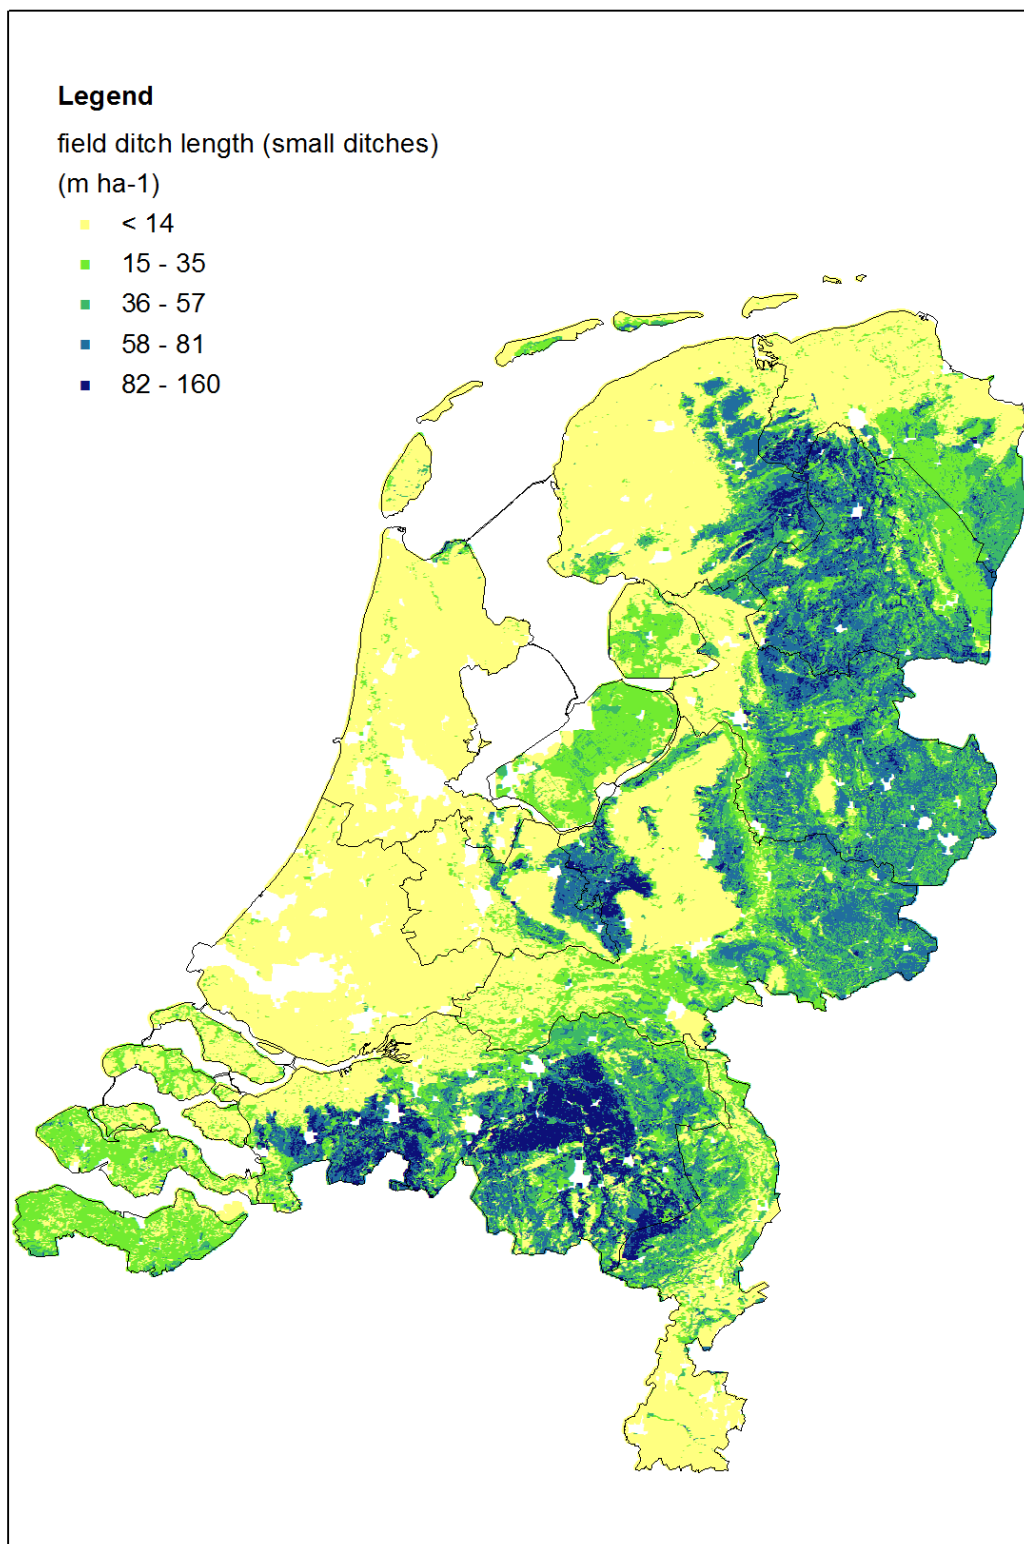 Legend
field ditch length (small ditches)
(m ha-1)
< 14
15 - 35
36 - 57
58 - 81
82 - 160